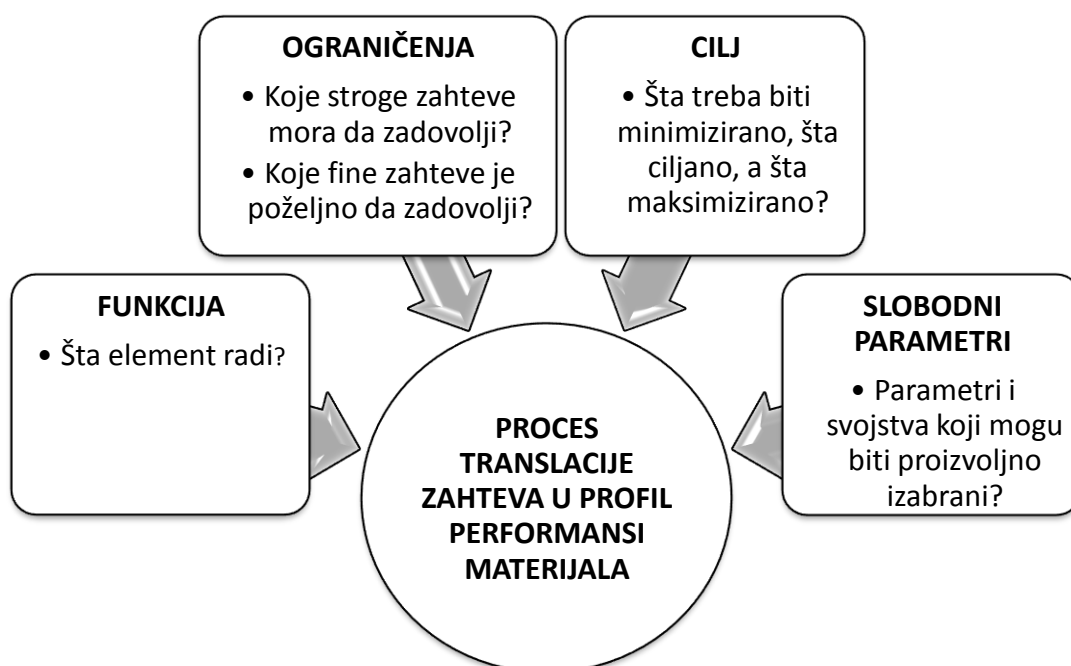 OGRANIČENJA
• Koje stroge zahteve
mora da zadovolji?
• Koje fine zahteve je
poželjno da zadovolji?
CILJ
• Šta treba biti
minimizirano, šta
ciljano, a šta
maksimizirano?
FUNKCIJA
• Šta element radi?
SLOBODNI
PARAMETRI
• Parametri i
svojstva koji mogu
biti proizvoljno
izabrani?
PROCES
TRANSLACIJE
ZAHTEVA U PROFIL
PERFORMANSI
MATERIJALA